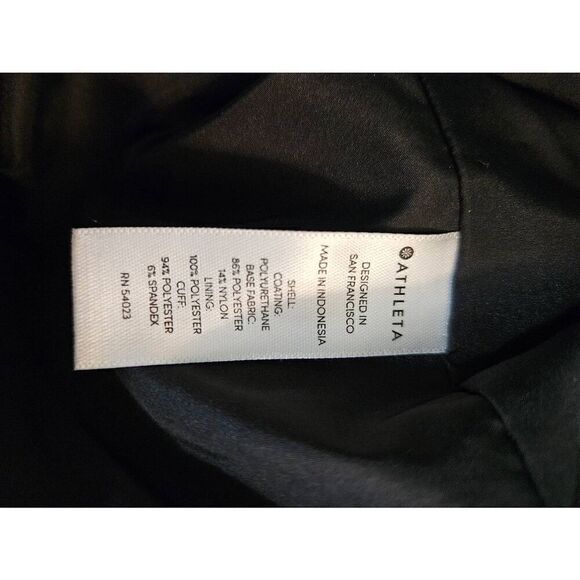 ATHLETA
DESIGNED IN
SAN FRANCISCO
MADE IN INDONESIA
SHELL:
COATING:
POLYURETHANE
BASE FABRIC:
86% POLYESTER
14% NYLON
LINING:
100% POLYESTER
CUFF:
94% POLYESTER
6% SPANDEX
RN 54023